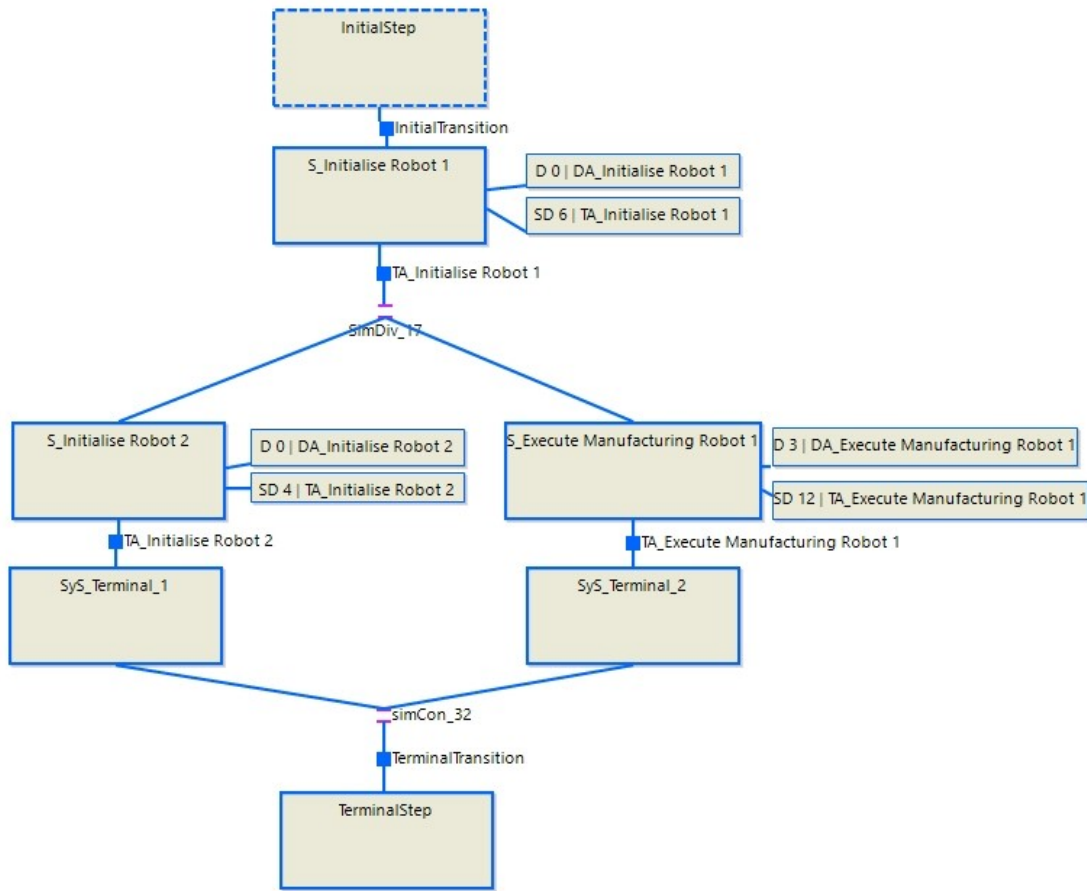 InitialStep
InitialTransition
S_Initialise Robot 1
D 0 | DA_Initialise Robot 1
SD 6 | TA_Initialise Robot 1
TA_Initialise Robot 1
SimDiv_17
S_Initialise Robot 2
D 0 | DA_Initialise Robot 2
SD 4 | TA_Initialise Robot 2
S_Execute Manufacturing Robot 1
D 3 | DA_Execute Manufacturing Robot 1
SD 12 | TA_Execute Manufacturing Robot 1
TA_Initialise Robot 2
TA_Execute Manufacturing Robot 1
SyS_Terminal_1
SyS_Terminal_2
simCon_32
TerminalTransition
TerminalStep